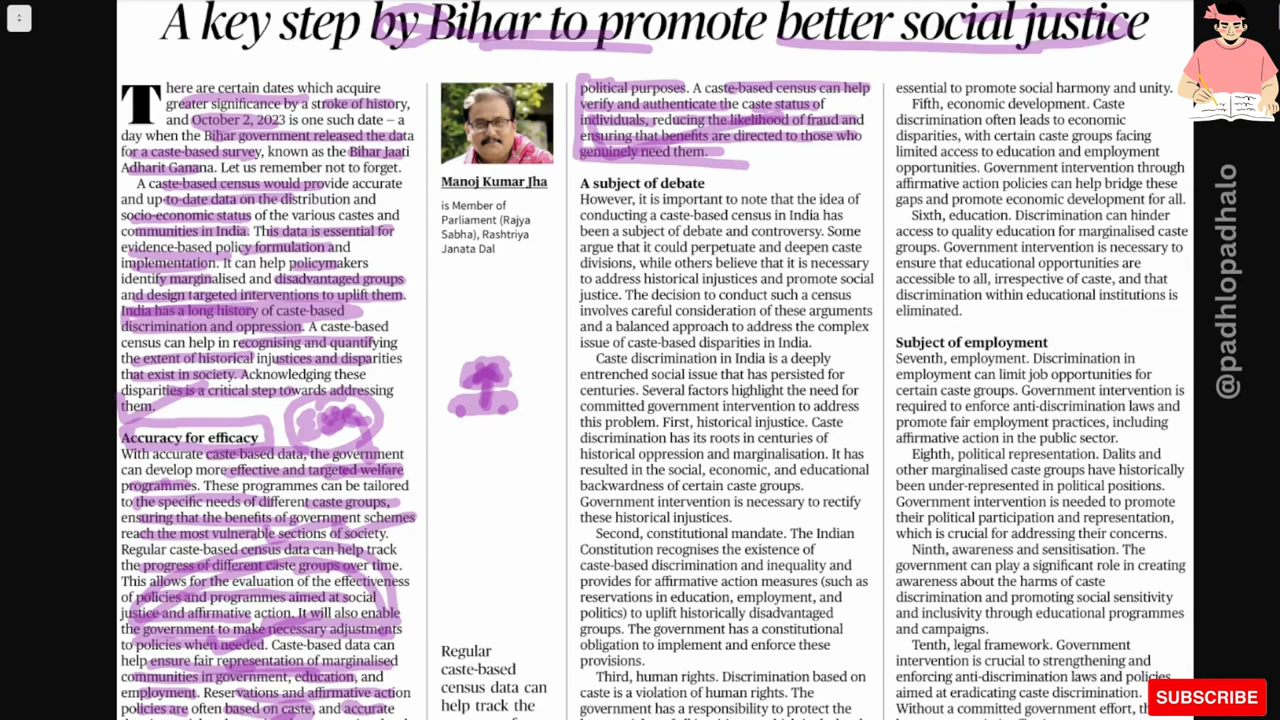 A key step by Bihar to promote better social justice
There are certain dates which acquire
greater significance by a stroke of history,
and October 2, 2023 is one such date – a
day when the Bihar government released the data
for a caste-based survey, known as the Bihar Jaati
Adharit Ganana. Let us remember not to forget.
A caste-based census would provide accurate
and up-to-date data on the distribution and
socio-economic status of the various castes and
communities in India. This data is essential for
evidence-based policy formulation and
implementation. It can help policymakers
identify marginalised and disadvantaged groups
and design targeted interventions to uplift them.
India has a long history of caste-based
discrimination and oppression. A caste-based
census can help in recognising and quantifying
the extent of historical injustices and disparities
that exist in society. Acknowledging these
disparities is a critical step towards addressing
them.
Accuracy for efficacy
With accurate caste-based data, the government
can develop more effective and targeted welfare
programmes. These programmes can be tailored
to the specific needs of different caste groups,
ensuring that the benefits of government schemes
reach the most vulnerable sections of society.
Regular caste-based census data can help track
the progress of different caste groups over time.
This allows for the evaluation of the effectiveness
of policies and programmes aimed at social
justice and affirmative action. It will also enable
the government to make necessary adjustments
to policies when needed. Caste-based data can
help ensure fair representation of marginalised
communities in government, education, and
employment. Reservations and affirmative action
policies are often based on caste, and accurate
Manoj Kumar Jha
is Member of
Parliament (Rajya
Sabha), Rashtriya
Janata Dal
Regular
caste-based
census data can
help track the
political purposes. A caste-based census can help
verify and authenticate the caste status of
individuals, reducing the likelihood of fraud and
ensuring that benefits are directed to those who
genuinely need them.
A subject of debate
However, it is important to note that the idea of
conducting a caste-based census in India has
been a subject of debate and controversy. Some
argue that it could perpetuate and deepen caste
divisions, while others believe that it is necessary
to address historical injustices and promote social
justice. The decision to conduct such a census
involves careful consideration of these arguments
and a balanced approach to address the complex
issue of caste-based disparities in India.
Caste discrimination in India is a deeply
entrenched social issue that has persisted for
centuries. Several factors highlight the need for
committed government intervention to address
this problem. First, historical injustice. Caste
discrimination has its roots in centuries of
historical oppression and marginalisation. It has
resulted in the social, economic, and educational
backwardness of certain caste groups.
Government intervention is necessary to rectify
these historical injustices.
Second, constitutional mandate. The Indian
Constitution recognises the existence of
caste-based discrimination and inequality and
provides for affirmative action measures (such as
reservations in education, employment, and
politics) to uplift historically disadvantaged
groups. The government has a constitutional
obligation to implement and enforce these
provisions.
Third, human rights. Discrimination based on
caste is a violation of human rights. The
government has a responsibility to protect the
essential to promote social harmony and unity.
Fifth, economic development. Caste
discrimination often leads to economic
disparities, with certain caste groups facing
limited access to education and employment
opportunities. Government intervention through
affirmative action policies can help bridge these
gaps and promote economic development for all.
Sixth, education. Discrimination can hinder
access to quality education for marginalised caste
groups. Government intervention is necessary to
ensure that educational opportunities are
accessible to all, irrespective of caste, and that
discrimination within educational institutions is
eliminated.
Subject of employment
Seventh, employment. Discrimination in
employment can limit job opportunities for
certain caste groups. Government intervention is
required to enforce anti-discrimination laws and
promote fair employment practices, including
affirmative action in the public sector.
Eighth, political representation. Dalits and
other marginalised caste groups have historically
been under-represented in political positions.
Government intervention is needed to promote
their political participation and representation,
which is crucial for addressing their concerns.
Ninth, awareness and sensitisation. The
government can play a significant role in creating
awareness about the harms of caste
discrimination and promoting social sensitivity
and inclusivity through educational programmes
and campaigns.
Tenth, legal framework. Government
intervention is crucial to strengthening and
enforcing anti-discrimination laws and policies
aimed at eradicating caste discrimination.
Without a committed government effort,
@padhlopadhalo
SUBSCRIBE